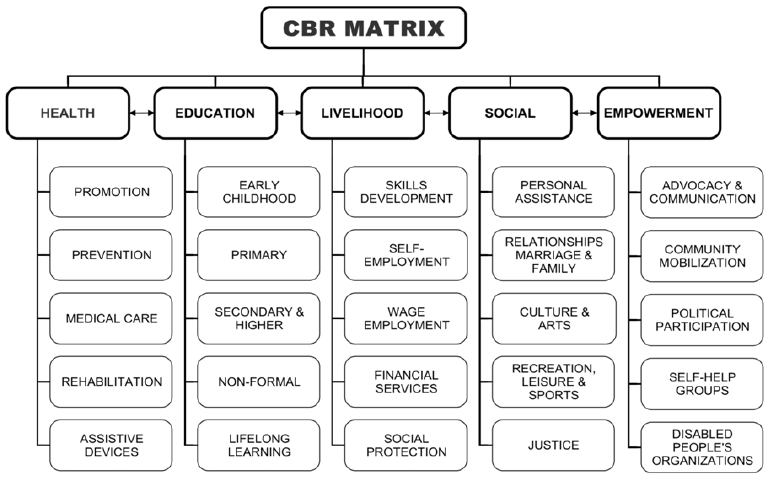 CBR MATRIX
HEALTH
EDUCATION
LIVELIHOOD
SOCIAL
EMPOWERMENT
PROMOTION
PREVENTION
MEDICAL CARE
REHABILITATION
ASSISTIVE
DEVICES
EARLY
CHILDHOOD
PRIMARY
SECONDARY &
HIGHER
NON-FORMAL
LIFELONG
LEARNING
SKILLS
DEVELOPMENT
SELF-
EMPLOYMENT
WAGE
EMPLOYMENT
FINANCIAL
SERVICES
SOCIAL
PROTECTION
PERSONAL
ASSISTANCE
RELATIONSHIPS
MARRIAGE &
FAMILY
CULTURE &
ARTS
RECREATION,
LEISURE &
SPORTS
JUSTICE
ADVOCACY &
COMMUNICATION
COMMUNITY
MOBILIZATION
POLITICAL
PARTICIPATION
SELF-HELP
GROUPS
DISABLED
PEOPLE'S
ORGANIZATIONS